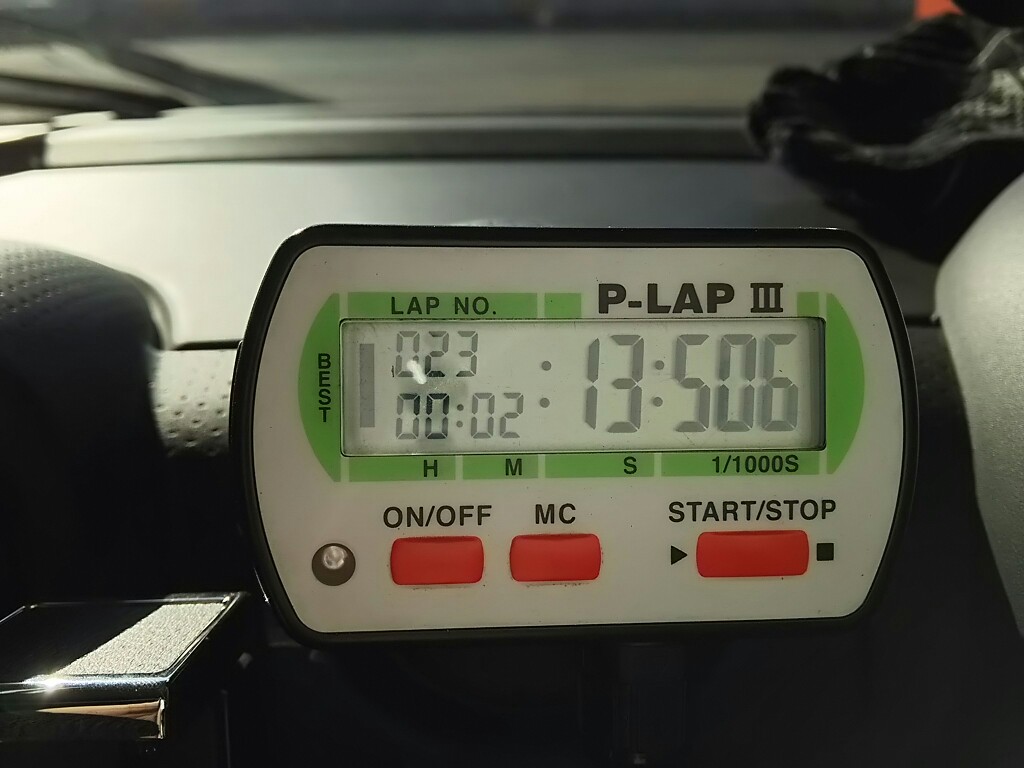 LAP NO.
P-LAP III
BEST
023
00:02:13:506
H M S 1/1000S
ON/OFF MC START/STOP